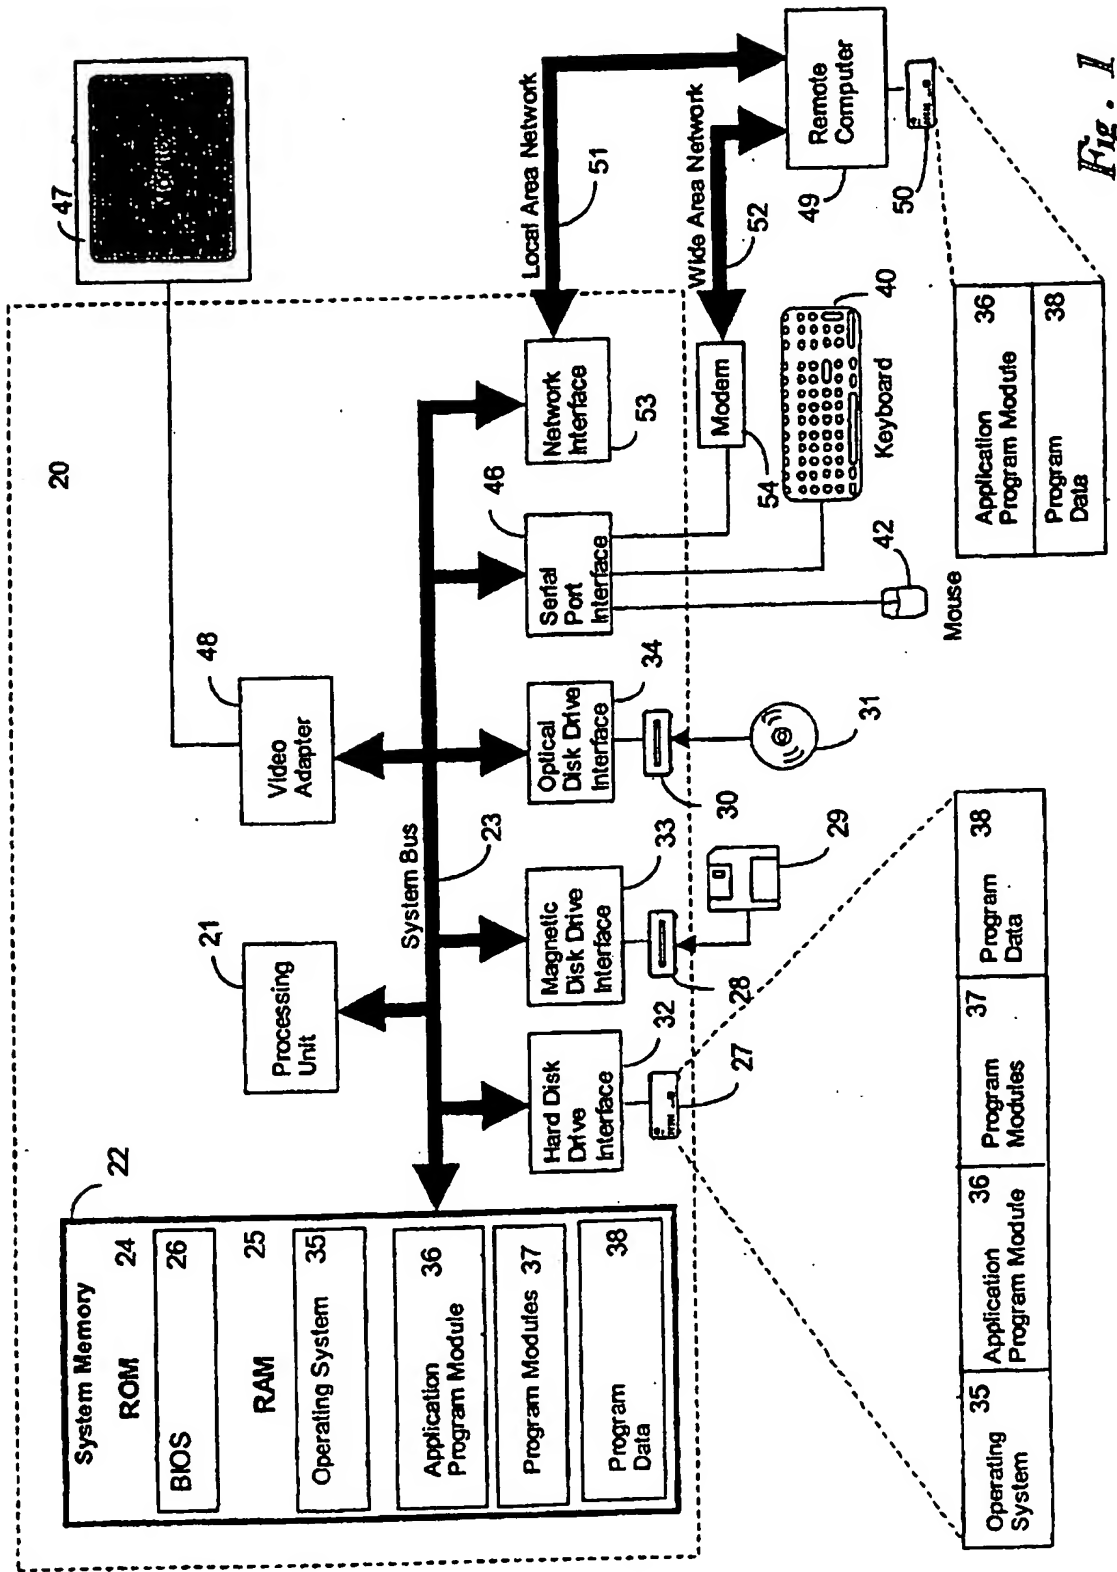 System Memory
22
ROM
24
BIOS
26
RAM
25
Operating System
35
Application
Program Module
36
Program Modules
37
Program
Data
38
20
Processing
Unit
21
Video
Adapter
48
47
System Bus
23
Hard Disk
Drive
Interface
32
Magnetic
Disk Drive
Interface
33
Optical
Disk Drive
Interface
34
Serial
Port
Interface
46
Network
Interface
53
Local Area Network
51
27
28
29
30
31
Modem
54
Wide Area Network
52
Mouse
42
Keyboard
40
Remote
Computer
49
50
Operating
System
35
Application
Program Module
36
Program
Modules
37
Program
Data
38
Application
Program Module
36
Program
Data
38
Fig. 1